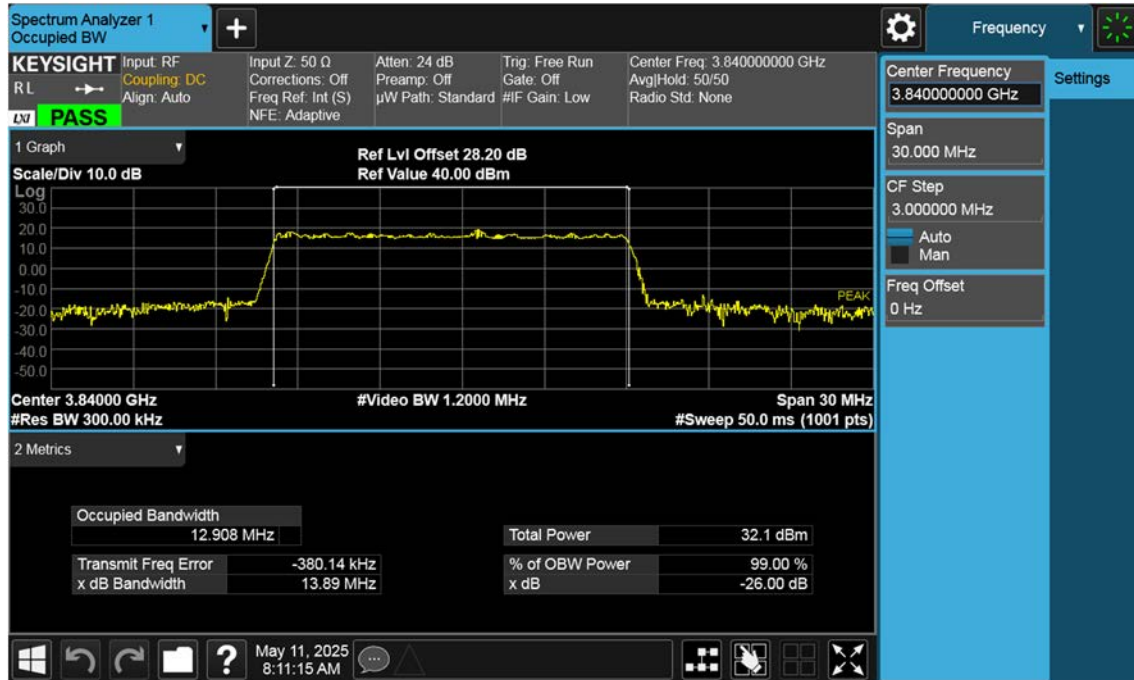 Spectrum Analyzer 1
Occupied BW
Frequency
KEYSIGHT
R L
LXI PASS
Input: RF
Coupling: DC
Align: Auto
Input Z: 50 Ω
Corrections: Off
Freq Ref: Int (S)
NFE: Adaptive
Atten: 24 dB
Preamp: Off
µW Path: Standard
Trig: Free Run
Gate: Off
#IF Gain: Low
Center Freq: 3.840000000 GHz
Avg|Hold: 50/50
Radio Std: None
Center Frequency
3.840000000 GHz
Settings
Span
30.000 MHz
CF Step
3.000000 MHz
Auto
Man
Freq Offset
0 Hz
1 Graph
Scale/Div 10.0 dB
Ref Lvl Offset 28.20 dB
Ref Value 40.00 dBm
Log
30.0
20.0
10.0
0.00
-10.0
-20.0
-30.0
-40.0
-50.0
PEAK
Center 3.84000 GHz
#Video BW 1.2000 MHz
Span 30 MHz
#Res BW 300.00 kHz
#Sweep 50.0 ms (1001 pts)
2 Metrics
Occupied Bandwidth
12.908 MHz
Total Power 32.1 dBm
Transmit Freq Error -380.14 kHz
% of OBW Power 99.00 %
x dB Bandwidth 13.89 MHz
x dB -26.00 dB
?
May 11, 2025
8:11:15 AM